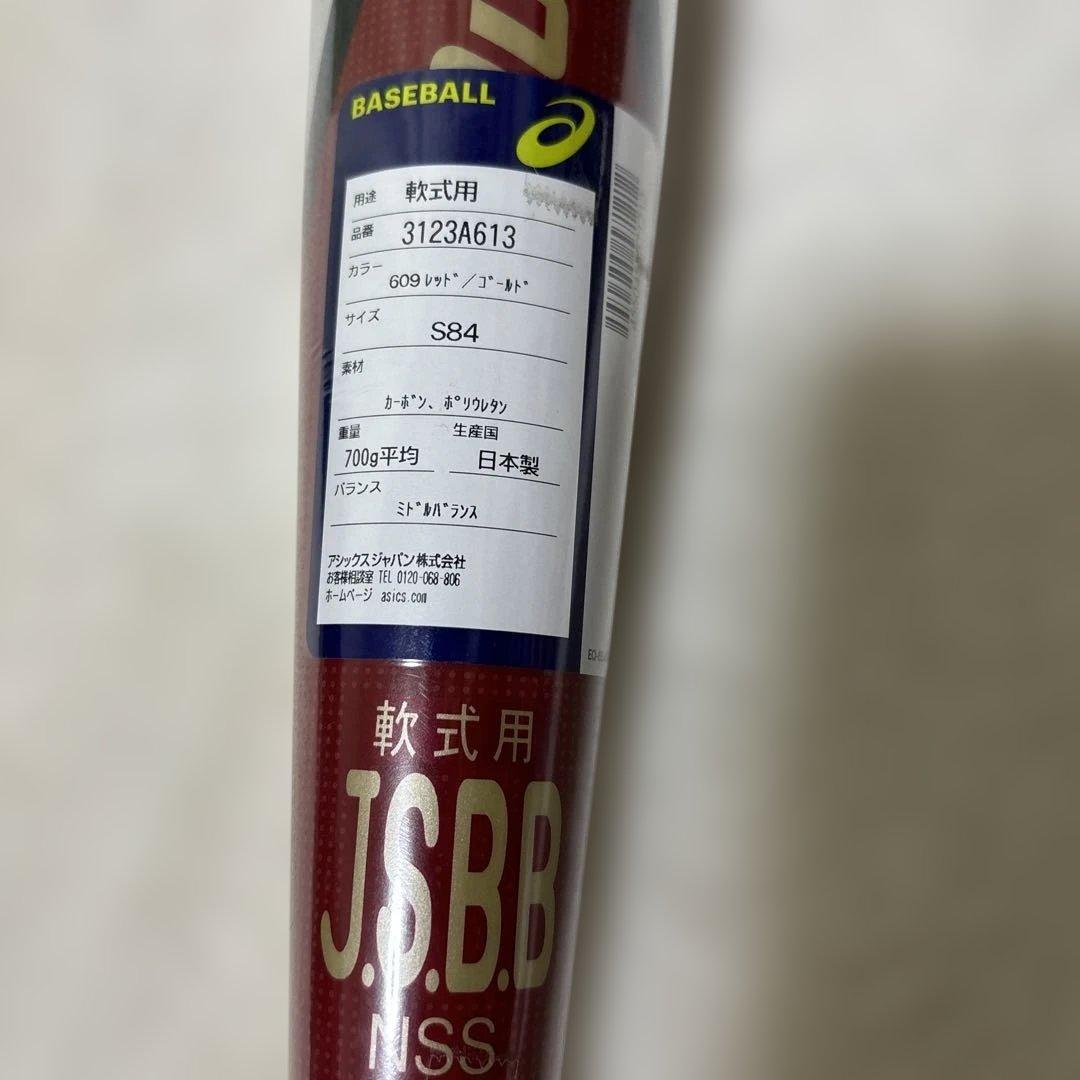 BASEBALL
用途 軟式用
品番 3123A613
カラー
609 ﾚｯﾄﾞ／ｺﾞｰﾙﾄﾞ
サイズ
S84
素材
ｶｰﾎﾞﾝ、ﾎﾟﾘｳﾚﾀﾝ
重量 生産国
700g平均 日本製
バランス
ﾐﾄﾞﾙﾊﾞﾗﾝｽ
アシックスジャパン株式会社
お客様相談室 TEL 0120-068-806
ホームページ asics.com
軟式用
J.S.B.B
NSS